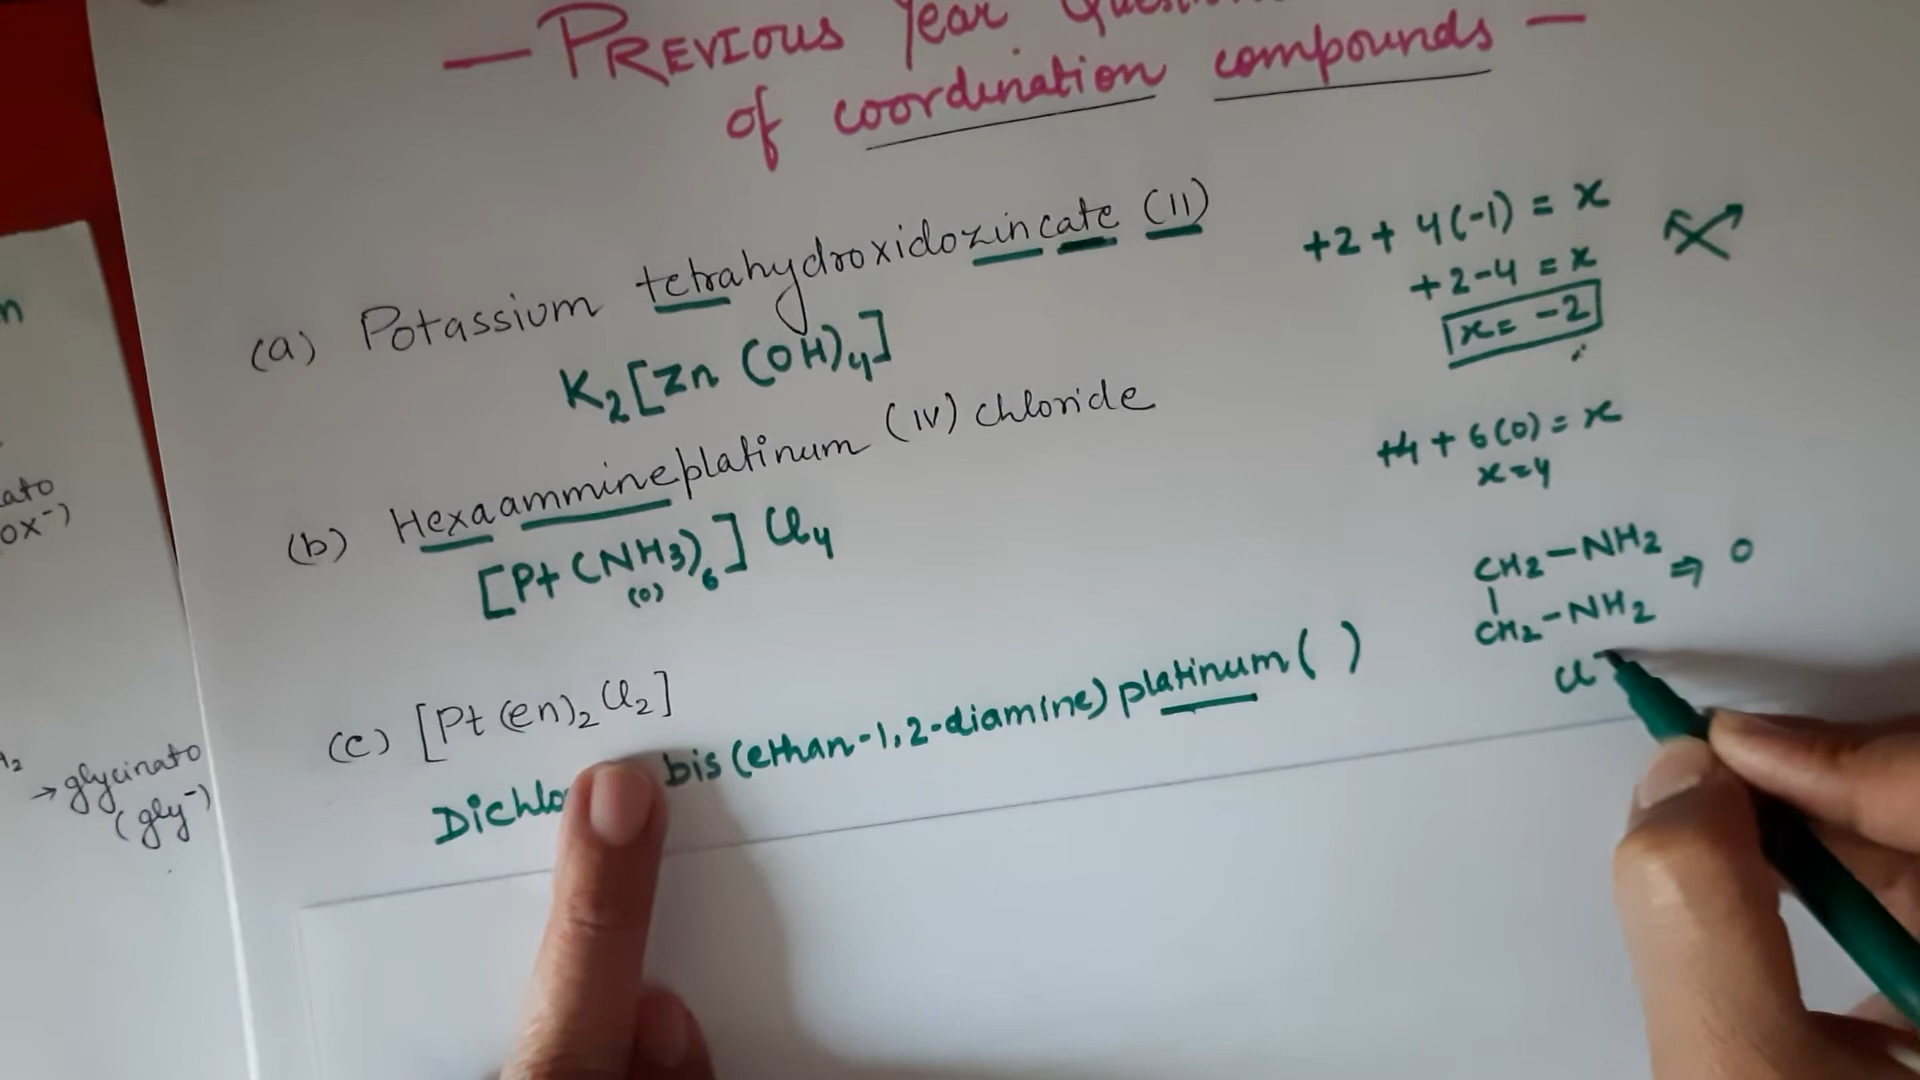 — PREVIOUS Year
of coordination compounds —
(a) Potassium tetrahydroxidozincate (II)
K2[Zn (OH)4]
+2 + 4(-1) = x
+2-4 = x
x = -2
(b) Hexaammineplatinum (IV) chloride
[Pt (NH3)6] Cl4
(0)
+4 + 6(0) = x
x=4
(c) [Pt (en)2 Cl2]
Dichlo bis (ethan-1,2-diamine) platinum ( )
CH2-NH2
CH2-NH2 ⇒ 0
Cl-
n
ato
ox-)
→ glycinato
(gly-)